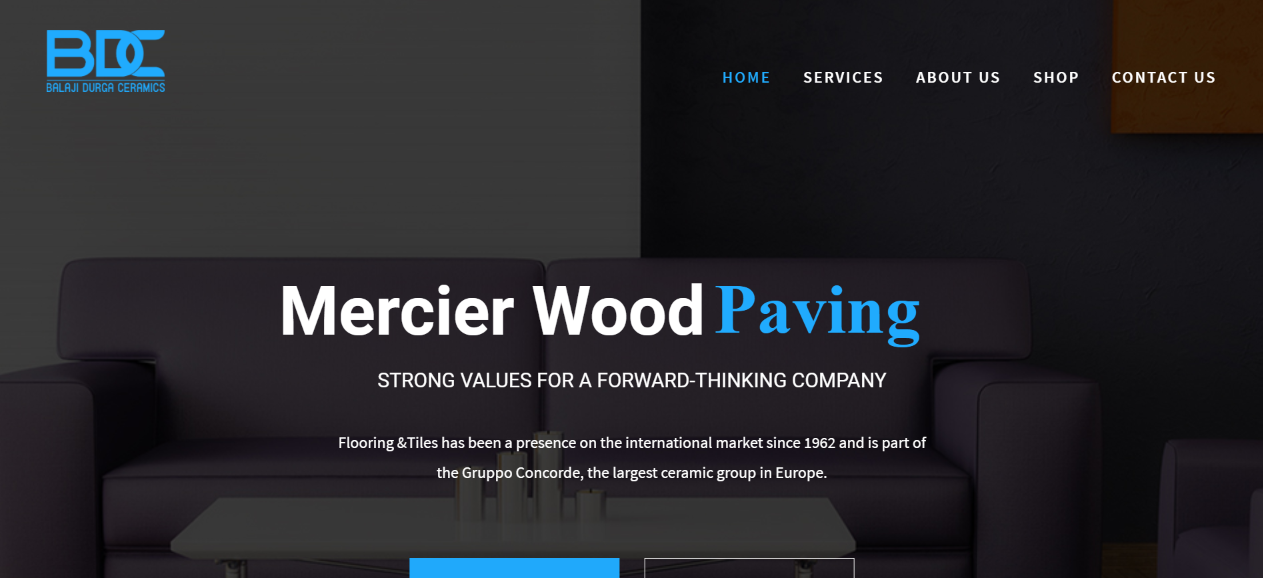 BDC
BALAJI DURGA CERAMICS
HOME SERVICES ABOUT US SHOP CONTACT US
Mercier Wood Paving
STRONG VALUES FOR A FORWARD-THINKING COMPANY
Flooring &Tiles has been a presence on the international market since 1962 and is part of
the Gruppo Concorde, the largest ceramic group in Europe.